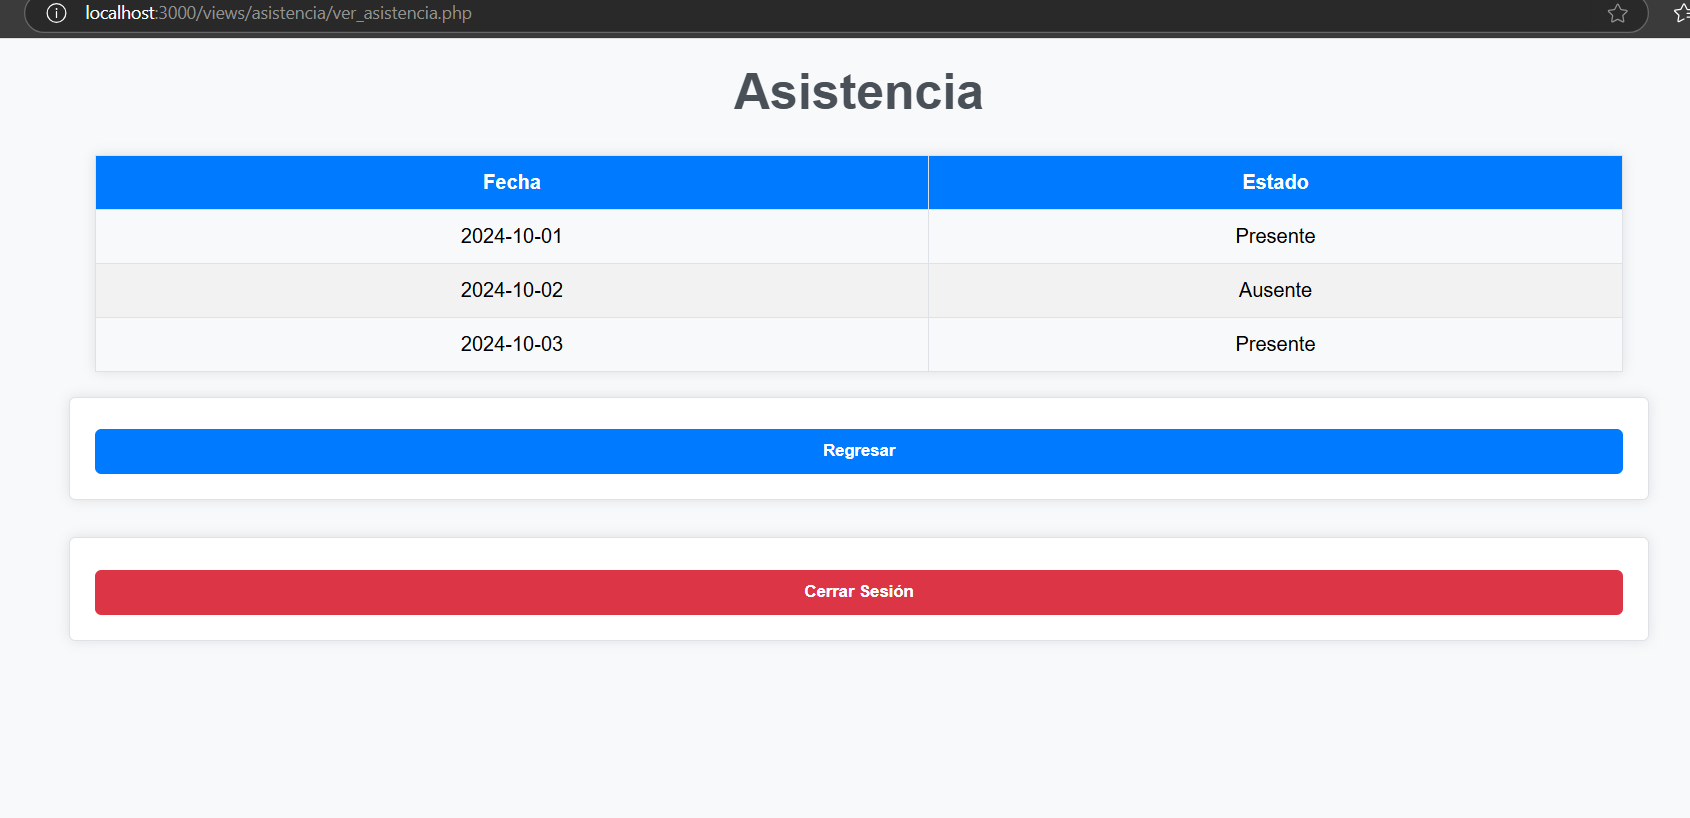 localhost:3000/views/asistencia/ver_asistencia.php
Asistencia
Fecha Estado
2024-10-01 Presente
2024-10-02 Ausente
2024-10-03 Presente
Regresar
Cerrar Sesión